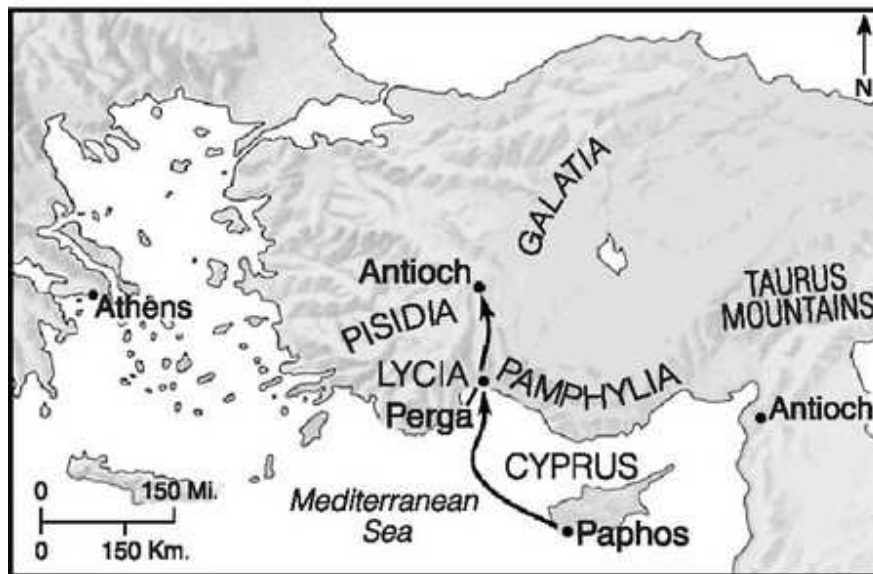 N
GALATIA
Antioch
TAURUS
MOUNTAINS
Athens
PISIDIA
LYCIA
PAMPHYLIA
Perga
Antioch
CYPRUS
0 150 Mi.
0 150 Km.
Mediterranean
Sea
Paphos